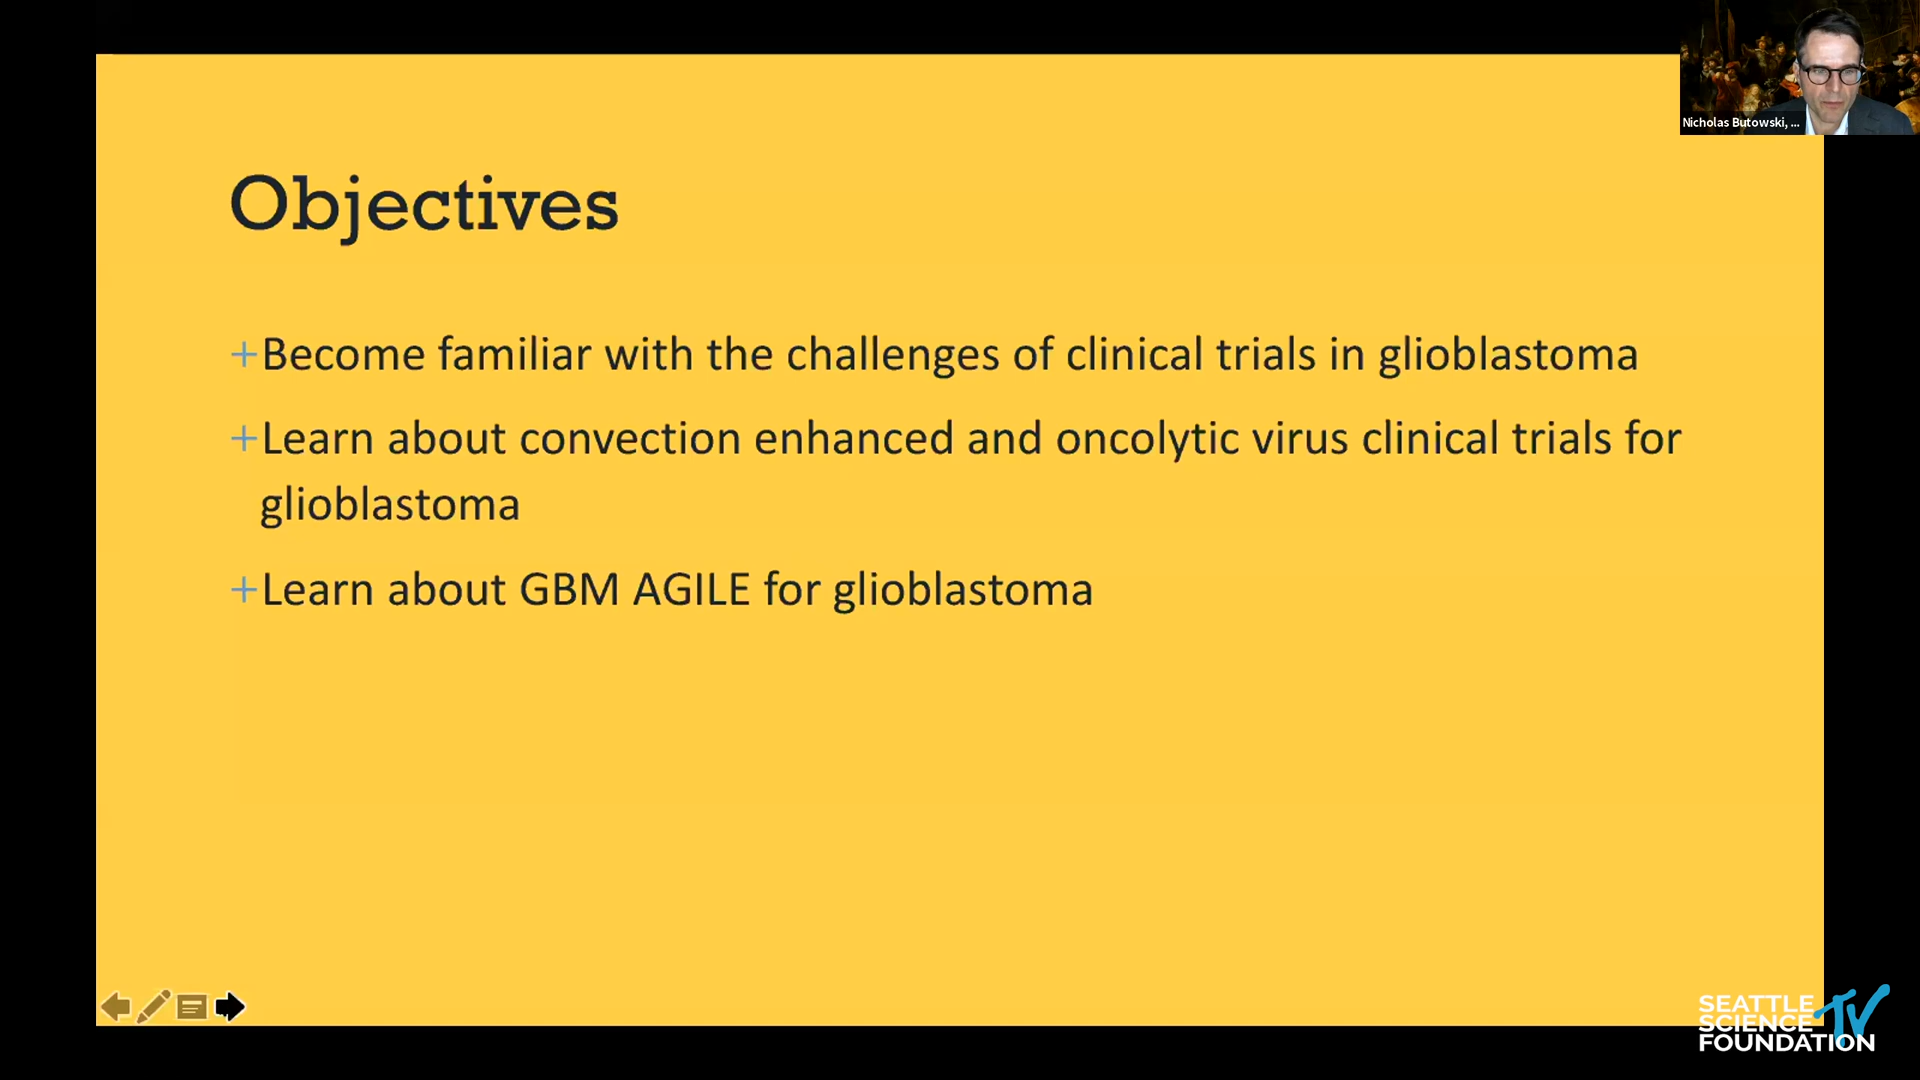 Nicholas Butowski, ...
Objectives
+Become familiar with the challenges of clinical trials in glioblastoma
+Learn about convection enhanced and oncolytic virus clinical trials for
glioblastoma
+Learn about GBM AGILE for glioblastoma
SEATTLE
SCIENCE
FOUNDATION
TV